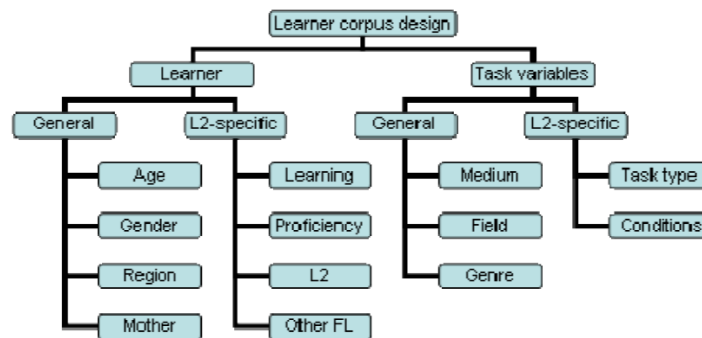 Learner corpus design
Learner
Task variables
General
L2-specific
General
L2-specific
Age
Learning
Medium
Task type
Gender
Proficiency
Field
Conditions
Region
L2
Genre
Mother
Other FL